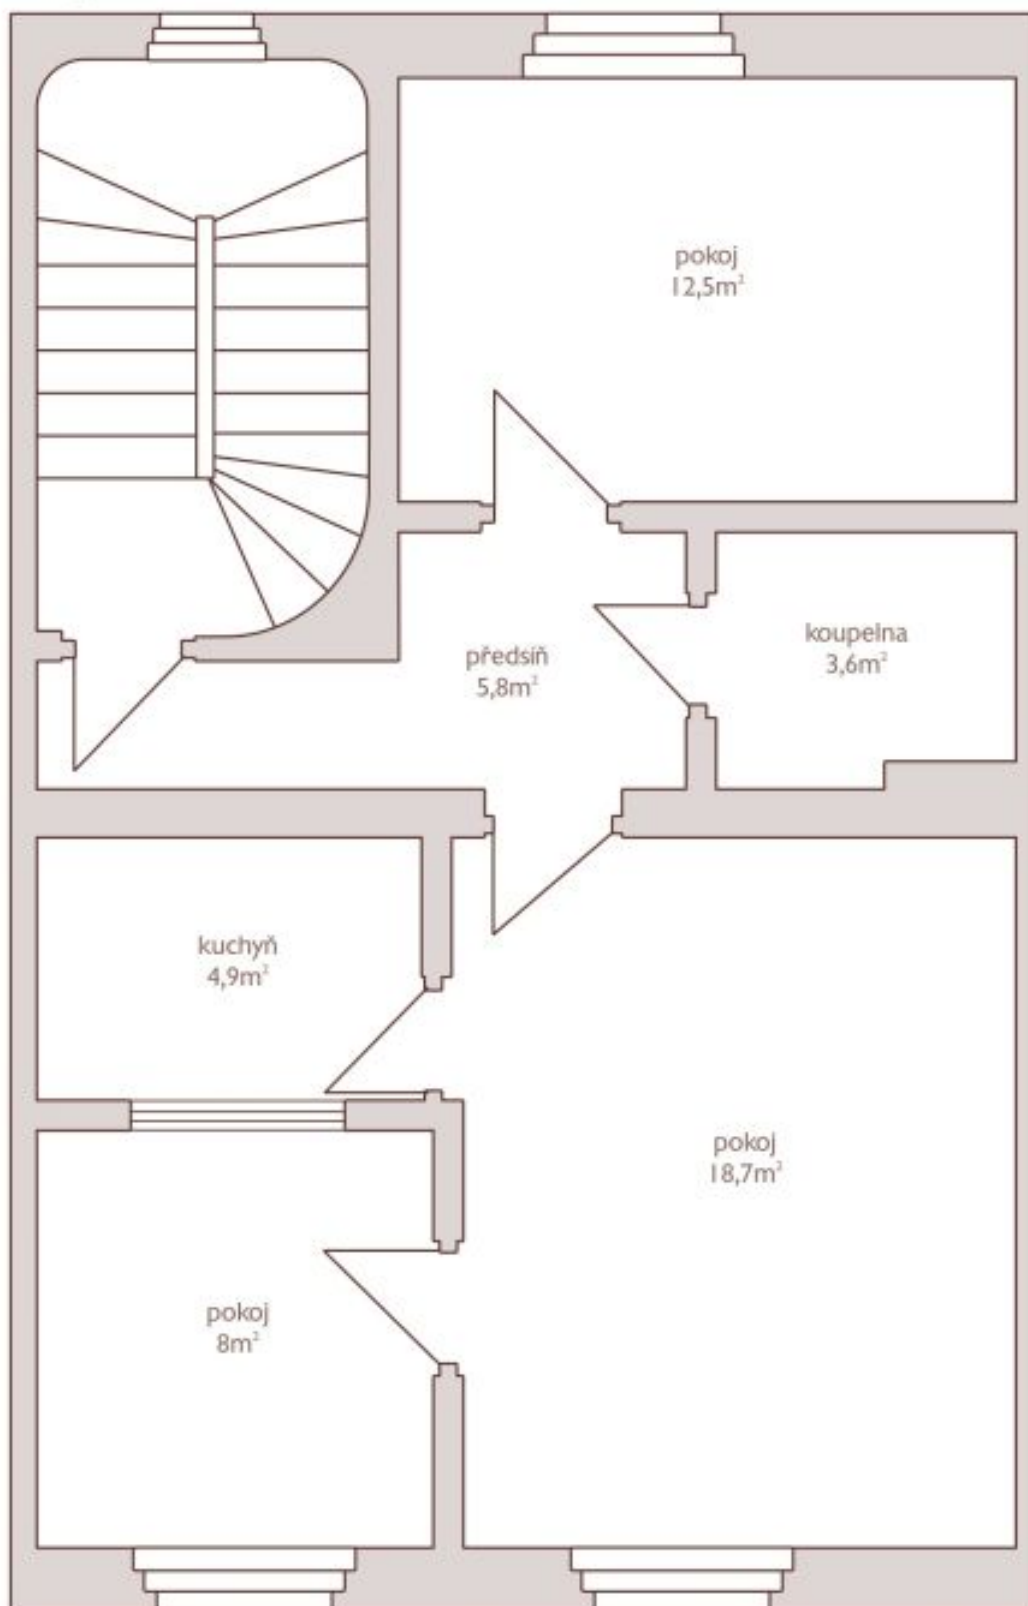 pokoj
12,5m²
koupelna
3,6m²
předsíň
5,8m²
kuchyň
4,9m²
pokoj
18,7m²
pokoj
8m²